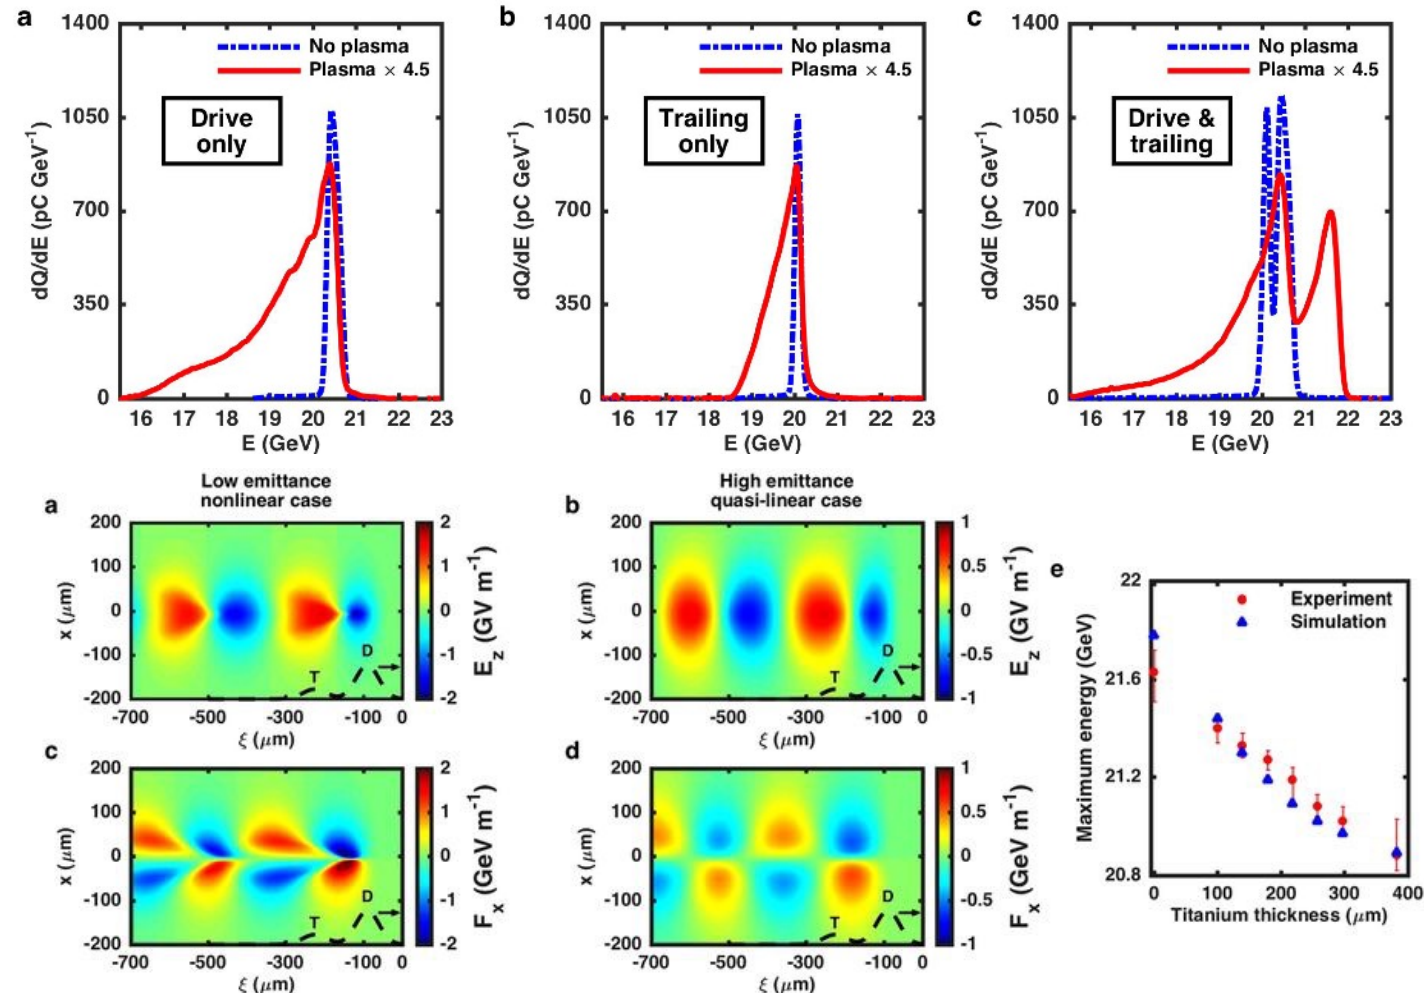 a
1400
1050
700
350
0
dQ/dE (pC GeV⁻¹)
No plasma
Plasma × 4.5
Drive
only
16 17 18 19 20 21 22 23
E (GeV)
b
1400
1050
700
350
0
dQ/dE (pC GeV⁻¹)
No plasma
Plasma × 4.5
Trailing
only
16 17 18 19 20 21 22 23
E (GeV)
c
1400
1050
700
350
0
dQ/dE (pC GeV⁻¹)
No plasma
Plasma × 4.5
Drive &
trailing
16 17 18 19 20 21 22 23
E (GeV)
a
Low emittance
nonlinear case
200
100
0
-100
-200
x (μm)
T
D
-700 -500 -300 -100 0
ξ (μm)
2
1
0
-1
-2
E_z (GV m⁻¹)
b
High emittance
quasi-linear case
200
100
0
-100
-200
x (μm)
T
D
-700 -500 -300 -100 0
ξ (μm)
1
0.5
0
-0.5
-1
E_z (GV m⁻¹)
c
200
100
0
-100
-200
x (μm)
T
D
-700 -500 -300 -100 0
ξ (μm)
2
1
0
-1
-2
F_x (GeV m⁻¹)
d
200
100
0
-100
-200
x (μm)
T
D
-700 -500 -300 -100 0
ξ (μm)
1
0.5
0
-0.5
-1
F_x (GeV m⁻¹)
e
22
21.6
21.2
20.8
Maximum energy (GeV)
Experiment
Simulation
0 100 200 300 400
Titanium thickness (μm)